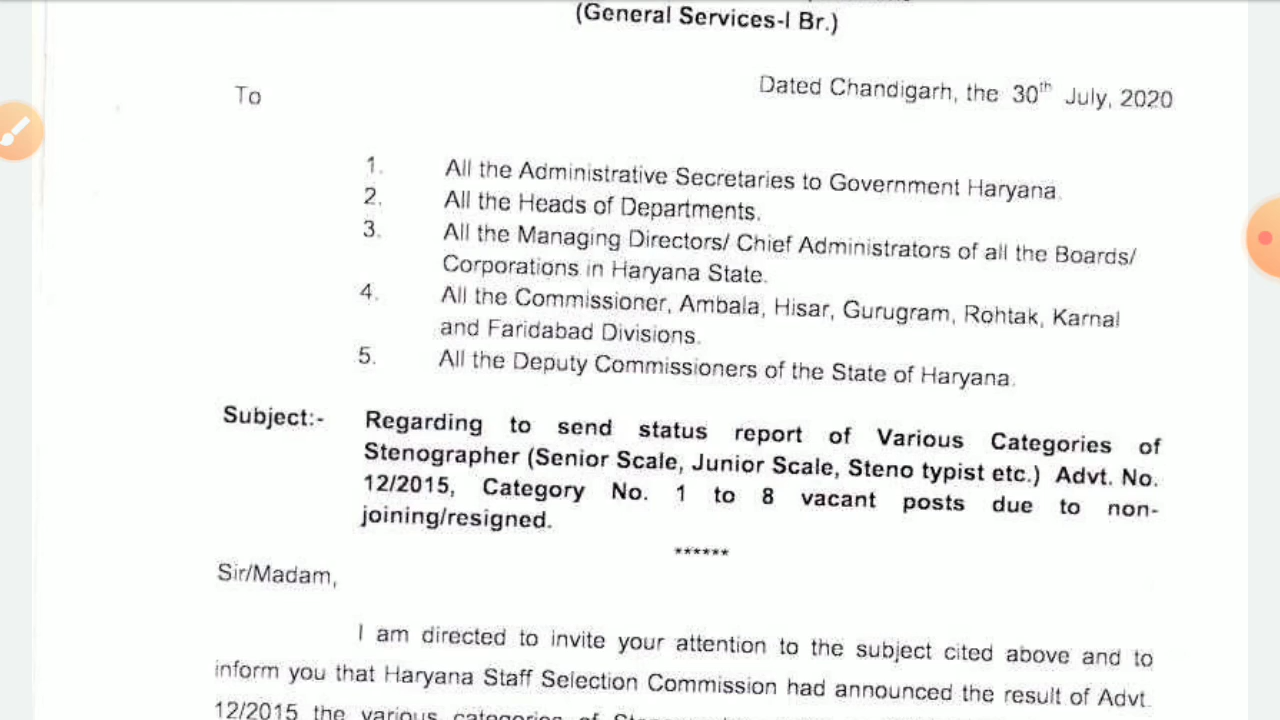 (General Services-I Br.)
Dated Chandigarh, the 30th July, 2020
To
1. All the Administrative Secretaries to Government Haryana.
2. All the Heads of Departments.
3. All the Managing Directors/ Chief Administrators of all the Boards/
Corporations in Haryana State.
4. All the Commissioner, Ambala, Hisar, Gurugram, Rohtak, Karnal
and Faridabad Divisions.
5. All the Deputy Commissioners of the State of Haryana.
Subject:- Regarding to send status report of Various Categories of
Stenographer (Senior Scale, Junior Scale, Steno typist etc.) Advt. No.
12/2015, Category No. 1 to 8 vacant posts due to non-
joining/resigned.
******
Sir/Madam,
I am directed to invite your attention to the subject cited above and to
inform you that Haryana Staff Selection Commission had announced the result of Advt.
12/2015 the various categories of